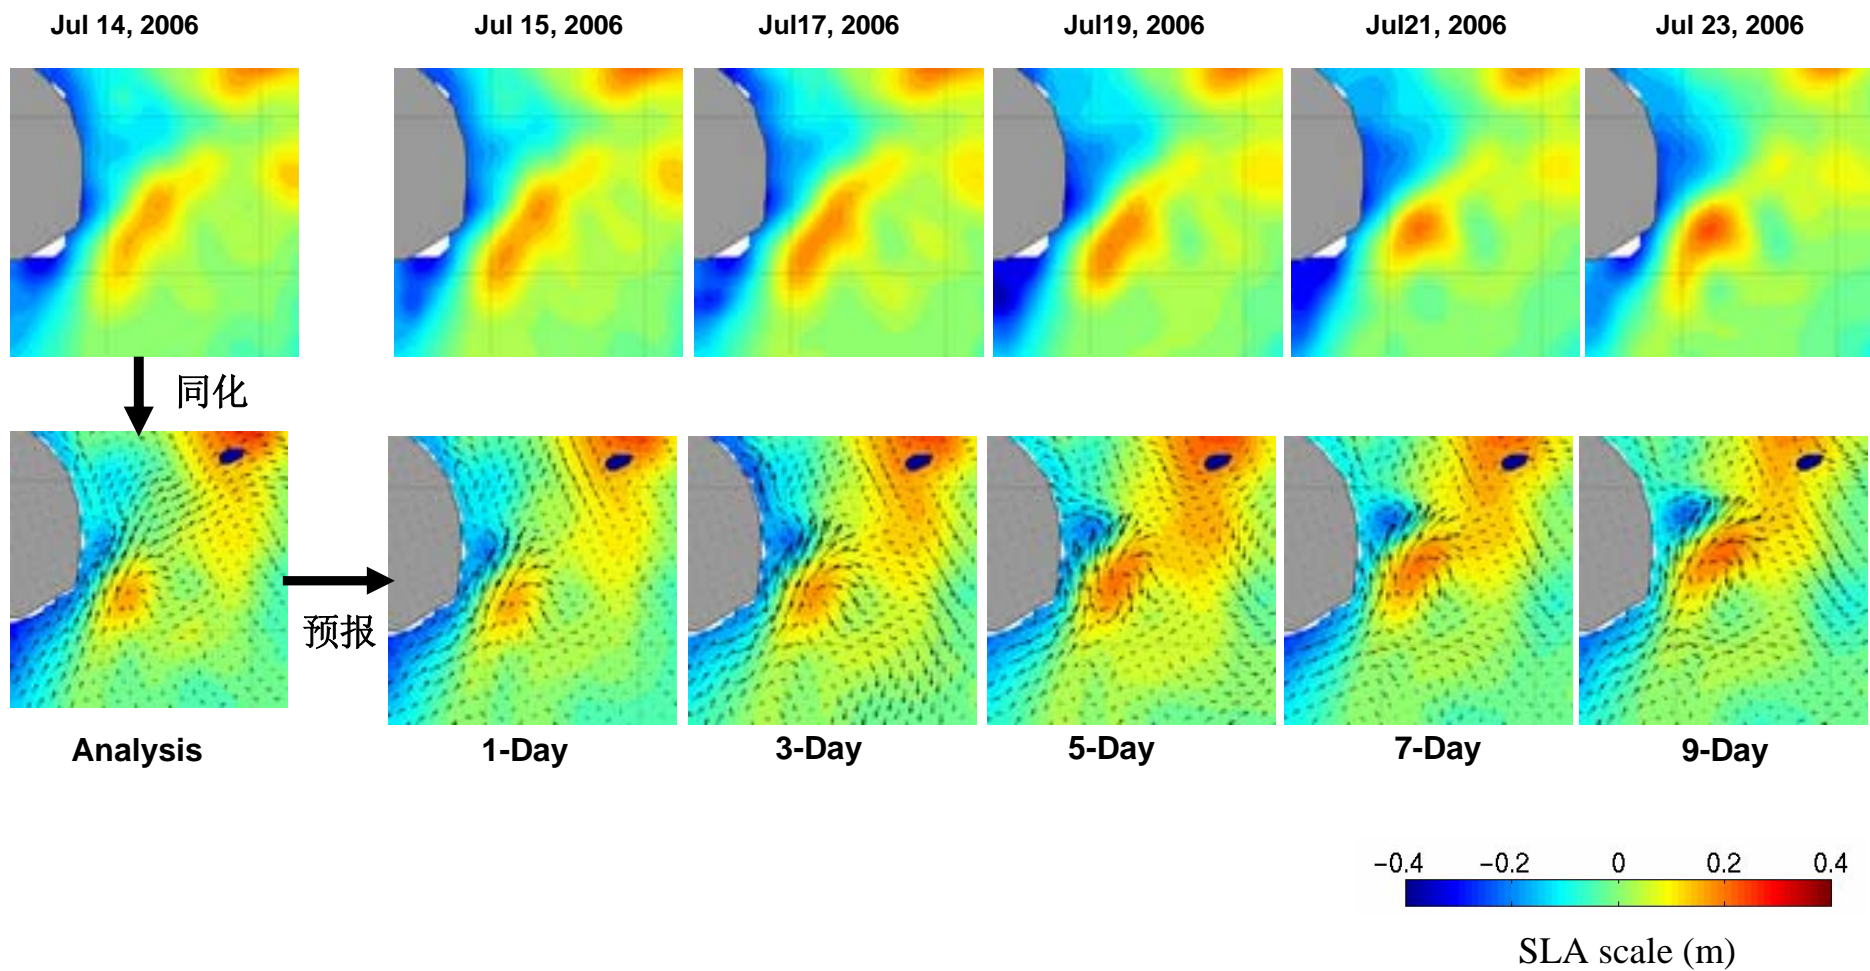 Jul 14, 2006
Jul 15, 2006
Jul17, 2006
Jul19, 2006
Jul21, 2006
Jul 23, 2006
同化
预报
Analysis
1-Day
3-Day
5-Day
7-Day
9-Day
−0.4 −0.2 0 0.2 0.4
SLA scale (m)